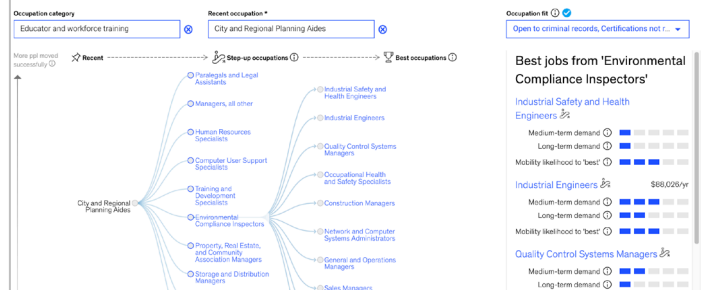 Occupation category
Recent occupation *
Occupation fit
Educator and workforce training
City and Regional Planning Aides
Open to criminal records, Certifications not r...
More ppl moved
successfully
Recent
Step-up occupations
Best occupations
Paralegals and Legal
Assistants
Managers, all other
Human Resources
Specialists
Computer User Support
Specialists
Training and
Development
Specialists
City and Regional
Planning Aides
Environmental
Compliance Inspectors
Property, Real Estate,
and Community
Association Managers
Storage and Distribution
Managers
Industrial Safety and
Health Engineers
Industrial Engineers
Quality Control Systems
Managers
Occupational Health
and Safety Specialists
Construction Managers
Network and Computer
Systems Administrators
General and Operations
Managers
Sales Managers
Best jobs from 'Environmental
Compliance Inspectors'
Industrial Safety and Health
Engineers
Medium-term demand
Long-term demand
Mobility likelihood to 'best'
Industrial Engineers
$88,026/yr
Medium-term demand
Long-term demand
Mobility likelihood to 'best'
Quality Control Systems Managers
Medium-term demand
Long-term demand